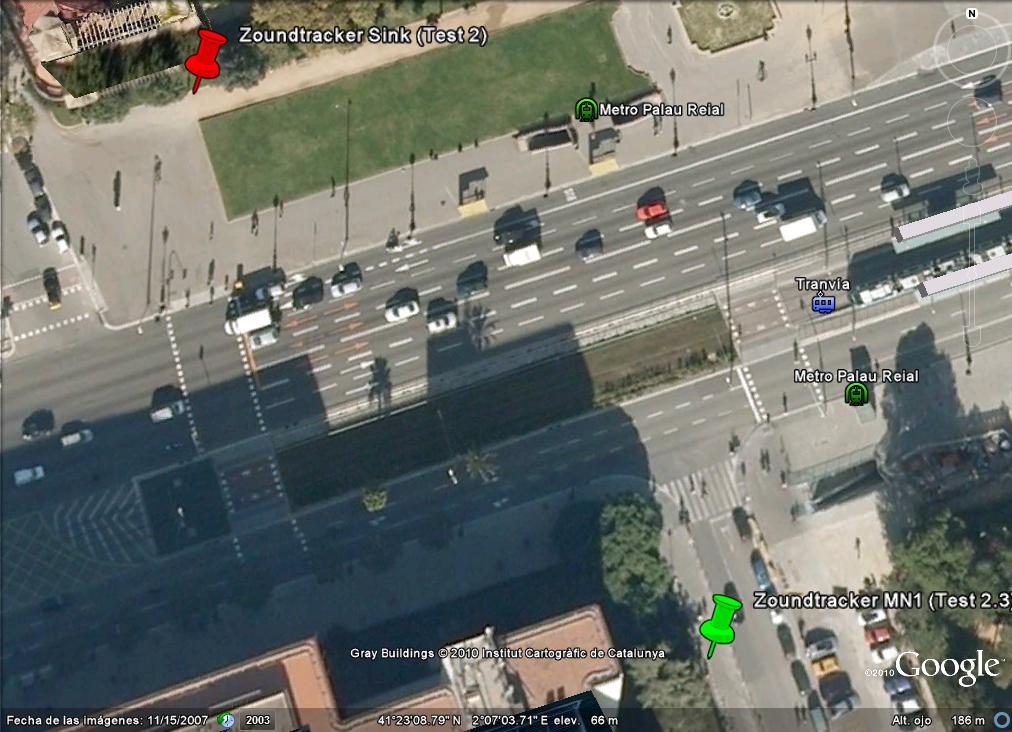 N
Zoundtracker Sink (Test 2)
Metro Palau Reial
Tranvía
Metro Palau Reial
Zoundtracker MN1 (Test 2.3)
Gray Buildings © 2010 Institut Cartogràfic de Catalunya
©2010 Google™
Fecha de las imágenes: 11/15/2007 2003 41°23'08.79" N 2°07'03.71" E elev. 66 m Alt. ojo 186 m